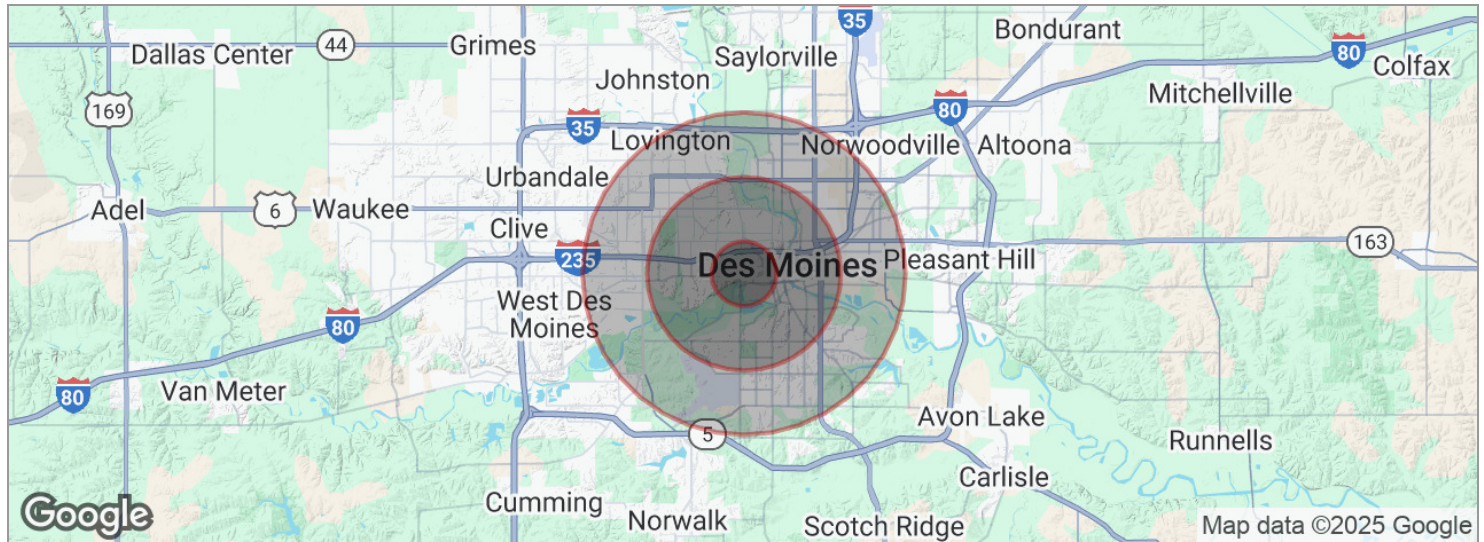 35
Bondurant
Dallas Center
44
Grimes
Saylorville
80
Colfax
Johnston
Mitchellville
169
80
35
Lovington
Norwoodville
Altoona
Urbandale
Adel
6
Waukee
Clive
163
235
Des Moines
Pleasant Hill
West Des
Moines
80
Van Meter
80
Avon Lake
5
Runnells
Carlisle
Cumming
Google
Norwalk
Scotch Ridge
Map data ©2025 Google